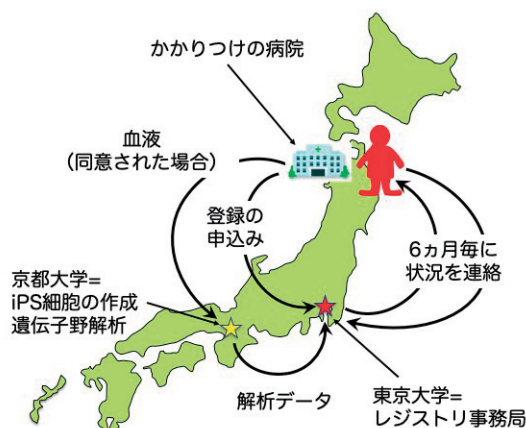 かかりつけの病院
血液
（同意された場合）
登録の
申込み
6ヵ月毎に
状況を連絡
京都大学=
iPS細胞の作成
遺伝子野解析
解析データ
東京大学=
レジストリ事務局